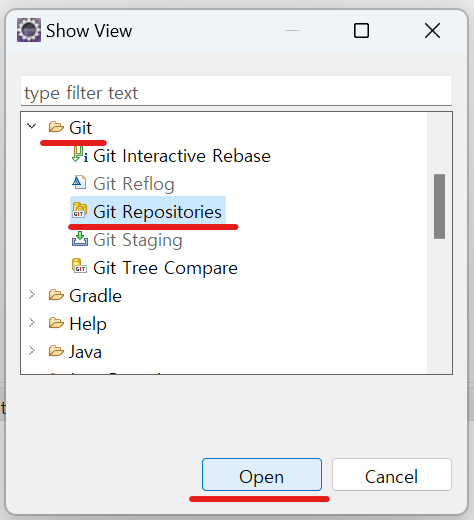 Show View
type filter text
Git
Git Interactive Rebase
Git Reflog
Git Repositories
Git Staging
Git Tree Compare
Gradle
Help
Java
Open
Cancel